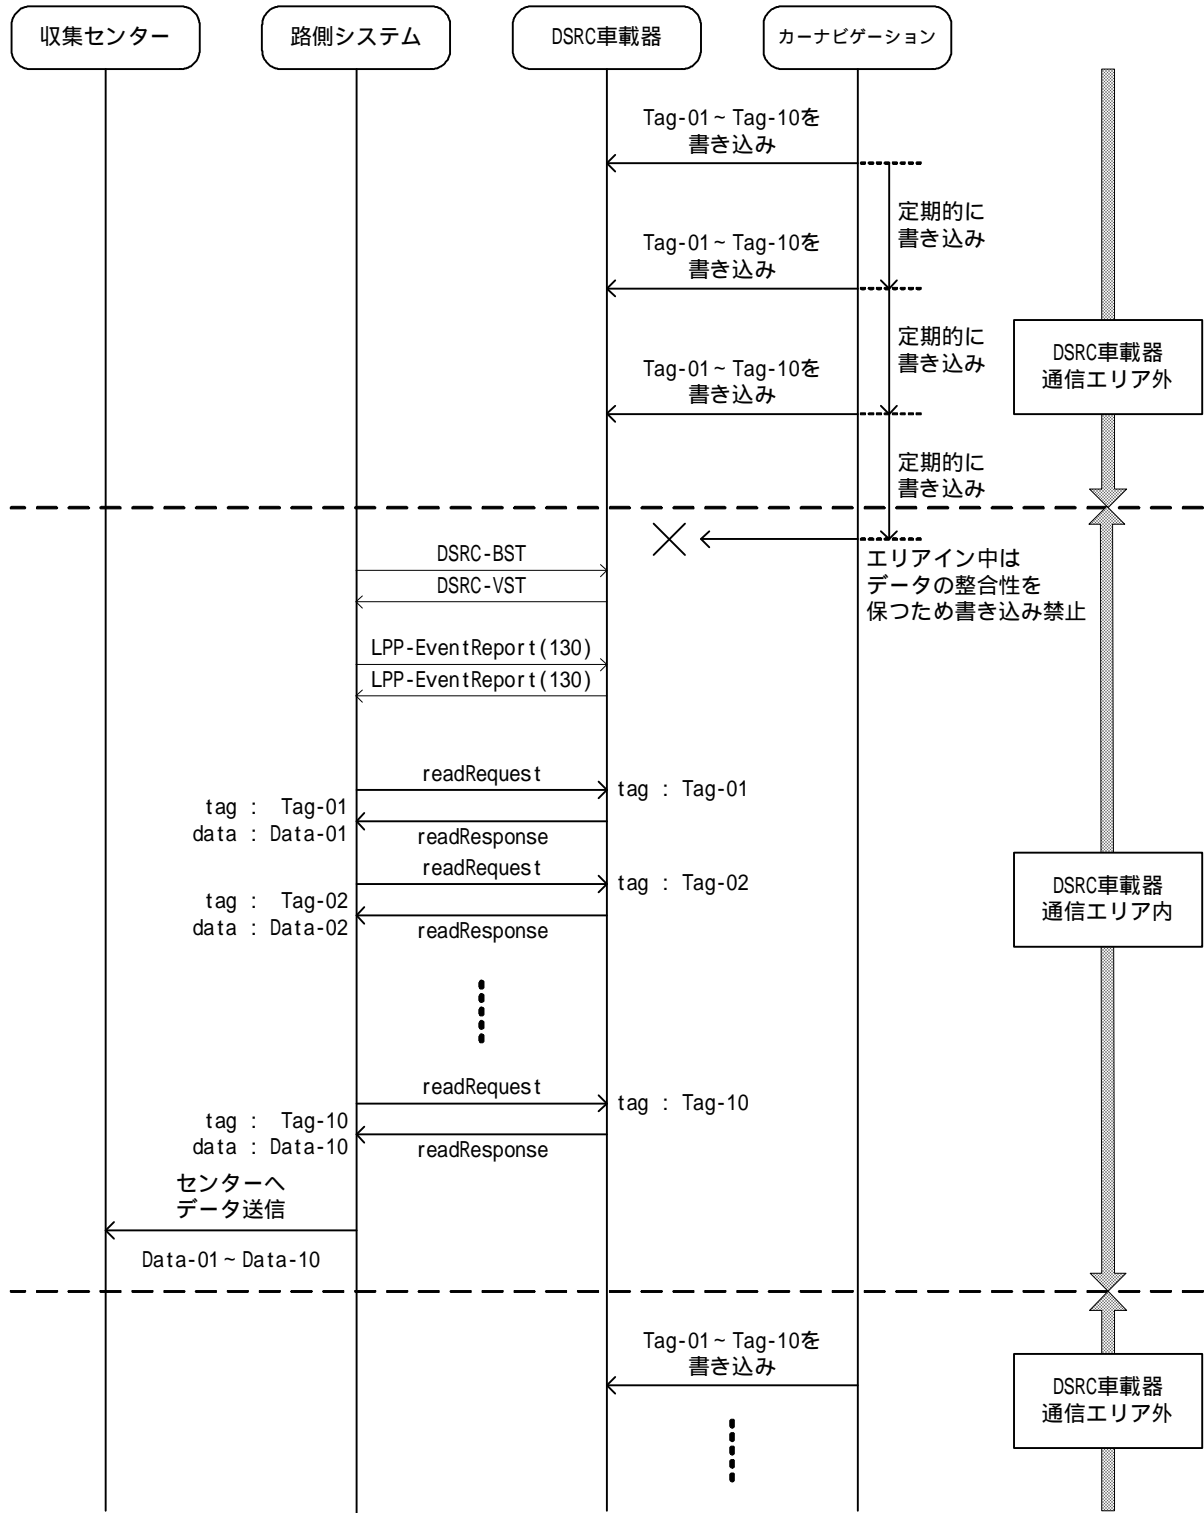 収集センター
路側システム
DSRC車載器
カーナビゲーション
Tag-01~Tag-10を
書き込み
定期的に
書き込み
Tag-01~Tag-10を
書き込み
定期的に
書き込み
DSRC車載器
通信エリア外
Tag-01~Tag-10を
書き込み
定期的に
書き込み
DSRC-BST
エリアイン中は
データの整合性を
保つため書き込み禁止
DSRC-VST
LPP-EventReport(130)
LPP-EventReport(130)
readRequest
tag : Tag-01
tag : Tag-01
data : Data-01
readResponse
readRequest
tag : Tag-02
tag : Tag-02
data : Data-02
readResponse
DSRC車載器
通信エリア内
readRequest
tag : Tag-10
tag : Tag-10
data : Data-10
readResponse
センターへ
データ送信
Data-01~Data-10
Tag-01~Tag-10を
書き込み
DSRC車載器
通信エリア外